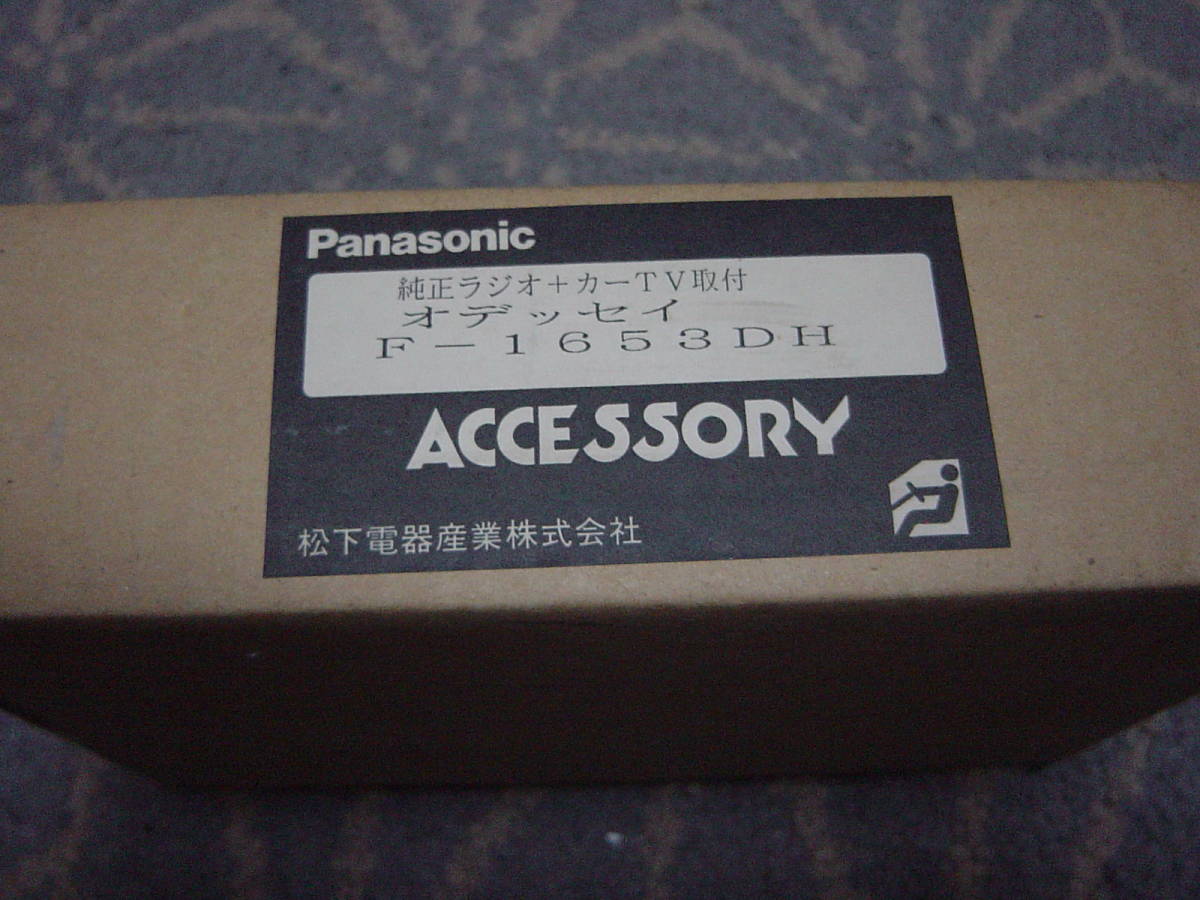 Panasonic
純正ラジオ+カーTV取付
オデッセイ
F-1653DH
ACCESSORY
松下電器産業株式会社